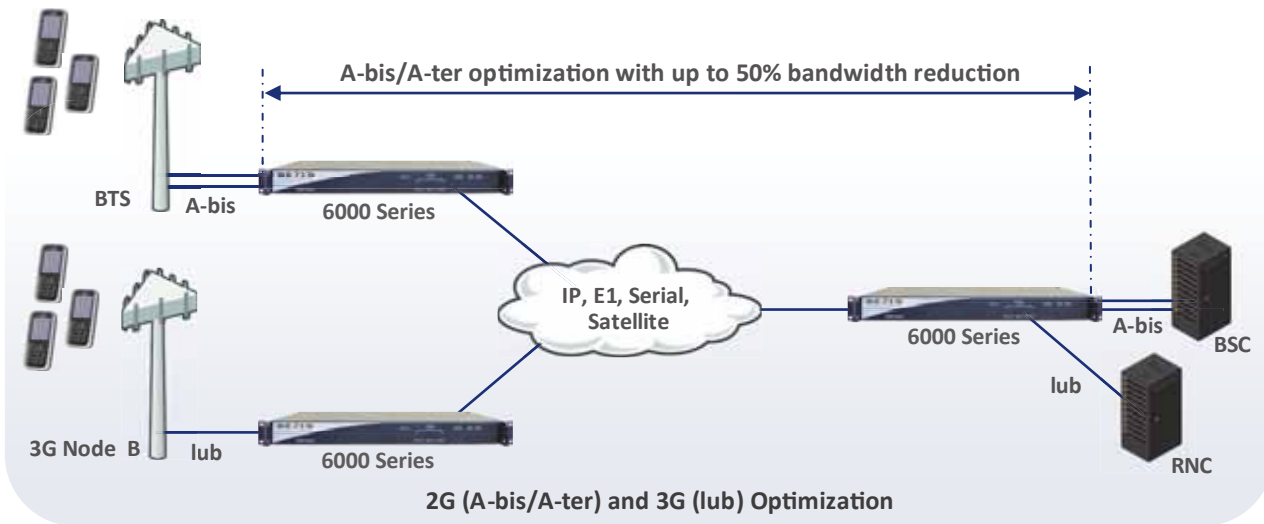 A-bis/A-ter optimization with up to 50% bandwidth reduction
BTS
A-bis
6000 Series
IP, E1, Serial,
Satellite
6000 Series
A-bis
BSC
lub
RNC
3G Node B
lub
6000 Series
2G (A-bis/A-ter) and 3G (lub) Optimization